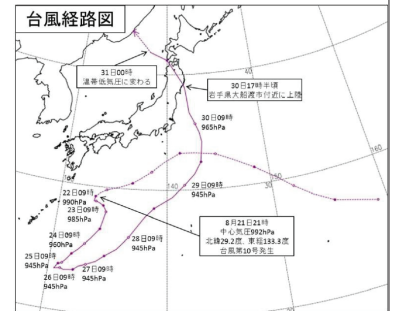 台風経路図
31日00時
温帯低気圧に変わる
30日17時半頃
岩手県大船渡市付近に上陸
40
30日09時
965hPa
160
140
30
150
29日09時
945hPa
22日09時
990hPa
23日09時
985hPa
8月21日21時
中心気圧992hPa
北緯29.2度,東経133.3度
台風第10号発生
24日09時
960hPa
28日09時
945hPa
25日09時
945hPa
27日09時
945hPa
26日09時
945hPa